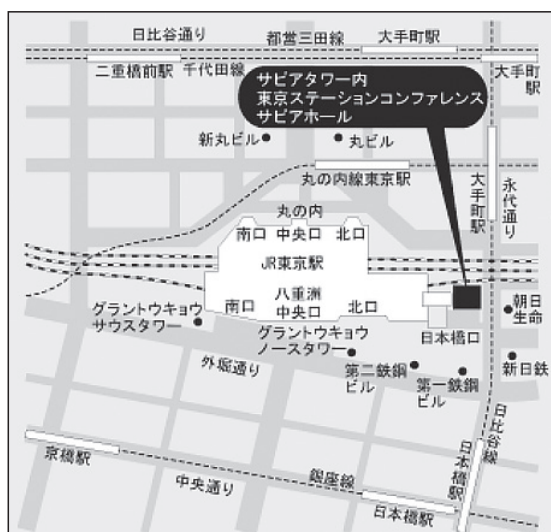 日比谷通り
都営三田線
大手町駅
二重橋前駅
千代田線
大手町駅
サピアタワー内
東京ステーションコンファレンス
サピアホール
新丸ビル
丸ビル
丸の内線東京駅
大手町駅
永代通り
丸の内
南口
中央口
北口
JR東京駅
八重洲
南口
中央口
北口
日本橋口
朝日
生命
グラントウキョウ
サウスタワー
グラントウキョウ
ノースタワー
外堀通り
第二鉄鋼
ビル
第一鉄鋼
ビル
新日鉄
日比谷線
京橋駅
中央通り
銀座線
日本橋駅
日本橋駅